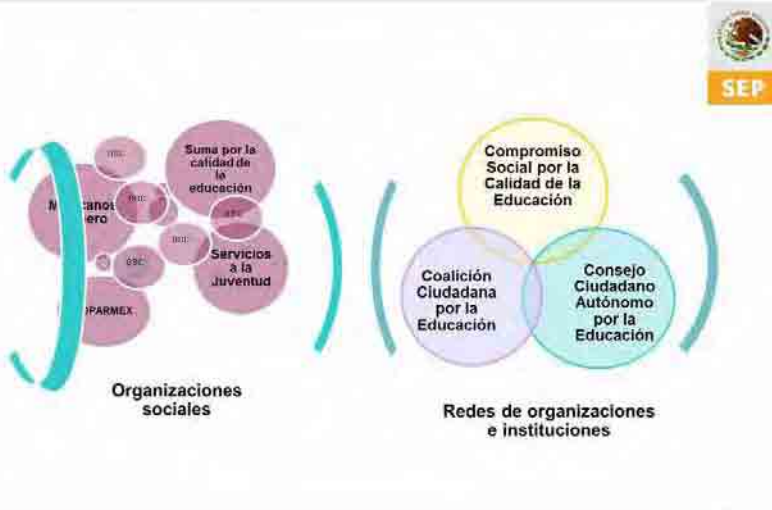 SEP
Suma por la
calidad de
la
educación
OSC
Servicios
a la
Juventud
Organizaciones
sociales
Compromiso
Social por la
Calidad de la
Educación
Coalición
Ciudadana
por la
Educación
Consejo
Ciudadano
Autónomo
por la
Educación
Redes de organizaciones
e instituciones